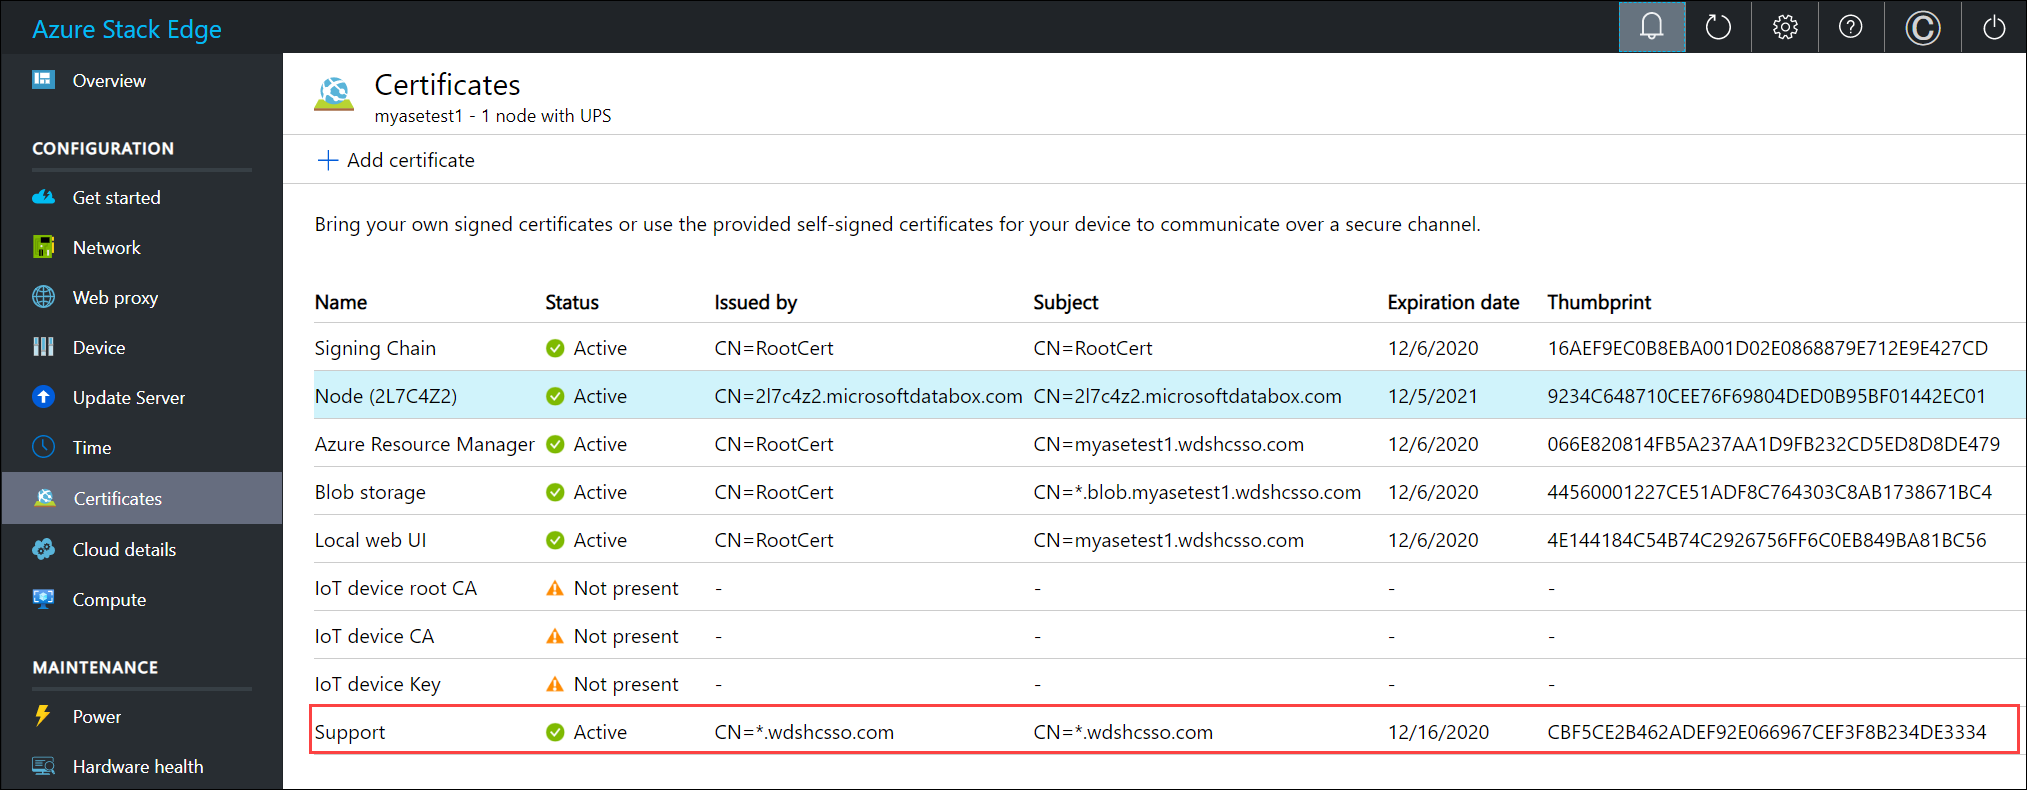 Azure Stack Edge
Overview
CONFIGURATION
Get started
Network
Web proxy
Device
Update Server
Time
Certificates
Cloud details
Compute
MAINTENANCE
Power
Hardware health
Certificates
myasetest1 - 1 node with UPS
Add certificate
Bring your own signed certificates or use the provided self-signed certificates for your device to communicate over a secure channel.
Name Status Issued by Subject Expiration date Thumbprint
Signing Chain Active CN=RootCert CN=RootCert 12/6/2020 16AEF9EC0B8EBA001D02E0868879E712E9E427CD
Node (2L7C4Z2) Active CN=2l7c4z2.microsoftdatabox.com CN=2l7c4z2.microsoftdatabox.com 12/5/2021 9234C648710CEE76F69804DED0B95BF01442EC01
Azure Resource Manager Active CN=RootCert CN=myasetest1.wdshcsso.com 12/6/2020 066E820814FB5A237AA1D9FB232CD5ED8D8DE479
Blob storage Active CN=RootCert CN=*.blob.myasetest1.wdshcsso.com 12/6/2020 44560001227CE51ADF8C764303C8AB1738671BC4
Local web UI Active CN=RootCert CN=myasetest1.wdshcsso.com 12/6/2020 4E144184C54B74C2926756FF6C0EB849BA81BC56
IoT device root CA Not present - - - -
IoT device CA Not present - - - -
IoT device Key Not present - - - -
Support Active CN=*.wdshcsso.com CN=*.wdshcsso.com 12/16/2020 CBF5CE2B462ADEF92E066967CEF3F8B234DE3334